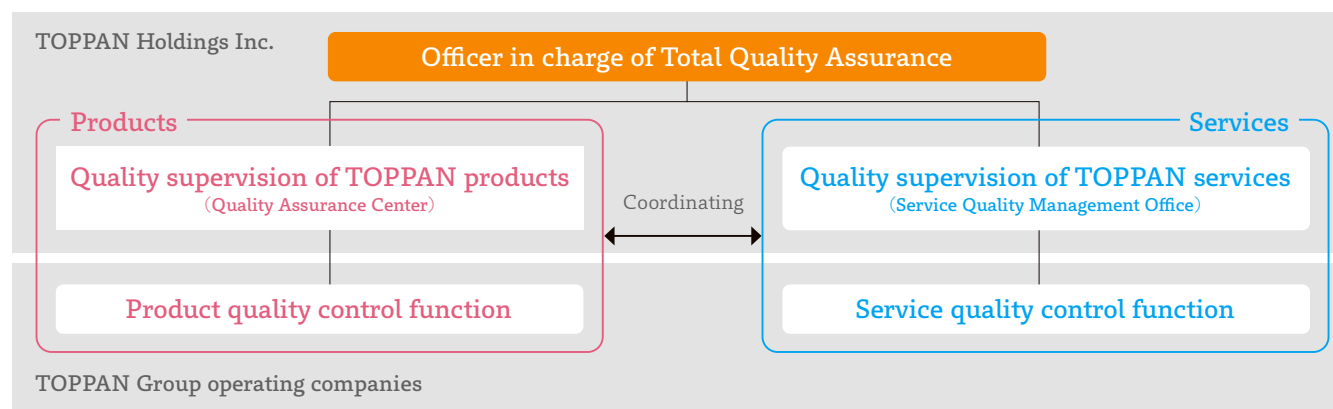 TOPPAN Holdings Inc.
Officer in charge of Total Quality Assurance
Products
Services
Quality supervision of TOPPAN products
（Quality Assurance Center）
Coordinating
Quality supervision of TOPPAN services
（Service Quality Management Office）
Product quality control function
Service quality control function
TOPPAN Group operating companies